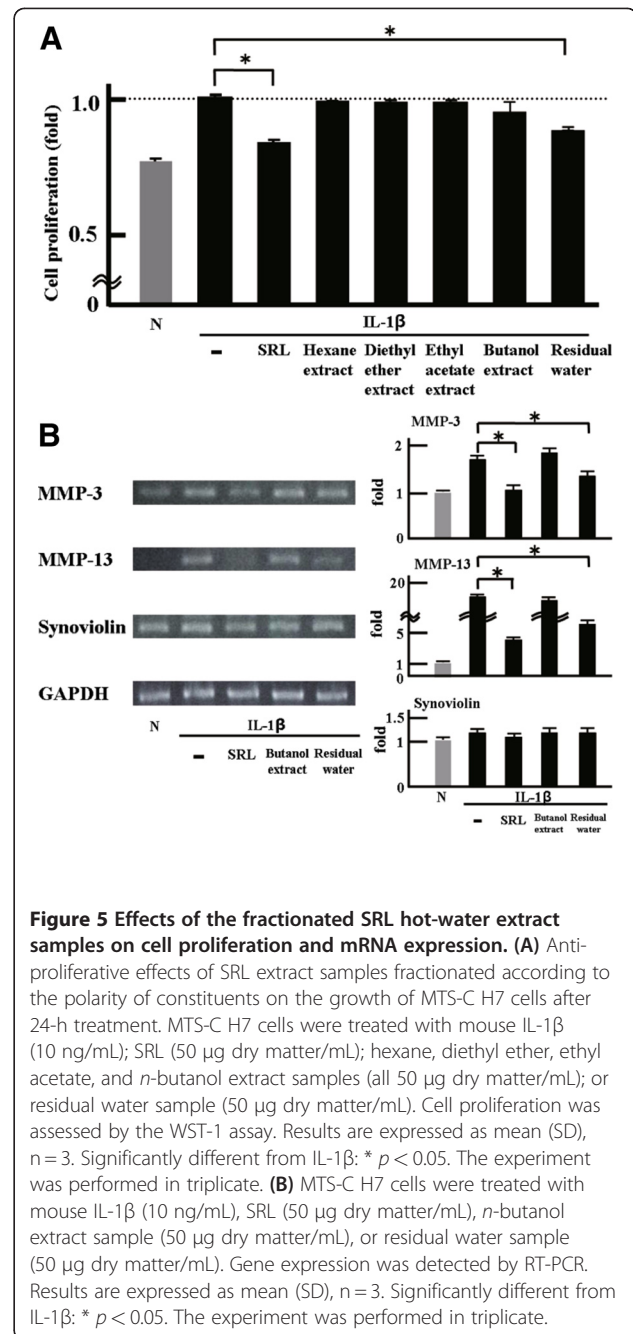 A
*
*
Cell proliferation (fold)
1.0
0.5
0
N
IL-1β
–
SRL
Hexane extract
Diethyl ether extract
Ethyl acetate extract
Butanol extract
Residual water
B
MMP-3
MMP-13
Synoviolin
GAPDH
N
IL-1β
–
SRL
Butanol extract
Residual water
MMP-3
*
*
fold
2
1
0
MMP-13
*
*
fold
20
5
1
0
Synoviolin
fold
1.5
1
0
N
IL-1β
–
SRL
Butanol extract
Residual water
Figure 5 Effects of the fractionated SRL hot-water extract
samples on cell proliferation and mRNA expression. (A) Anti-
proliferative effects of SRL extract samples fractionated according to
the polarity of constituents on the growth of MTS-C H7 cells after
24-h treatment. MTS-C H7 cells were treated with mouse IL-1β
(10 ng/mL); SRL (50 μg dry matter/mL); hexane, diethyl ether, ethyl
acetate, and n-butanol extract samples (all 50 μg dry matter/mL); or
residual water sample (50 μg dry matter/mL). Cell proliferation was
assessed by the WST-1 assay. Results are expressed as mean (SD),
n = 3. Significantly different from IL-1β: * p < 0.05. The experiment
was performed in triplicate. (B) MTS-C H7 cells were treated with
mouse IL-1β (10 ng/mL), SRL (50 μg dry matter/mL), n-butanol
extract sample (50 μg dry matter/mL), or residual water sample
(50 μg dry matter/mL). Gene expression was detected by RT-PCR.
Results are expressed as mean (SD), n = 3. Significantly different from
IL-1β: * p < 0.05. The experiment was performed in triplicate.